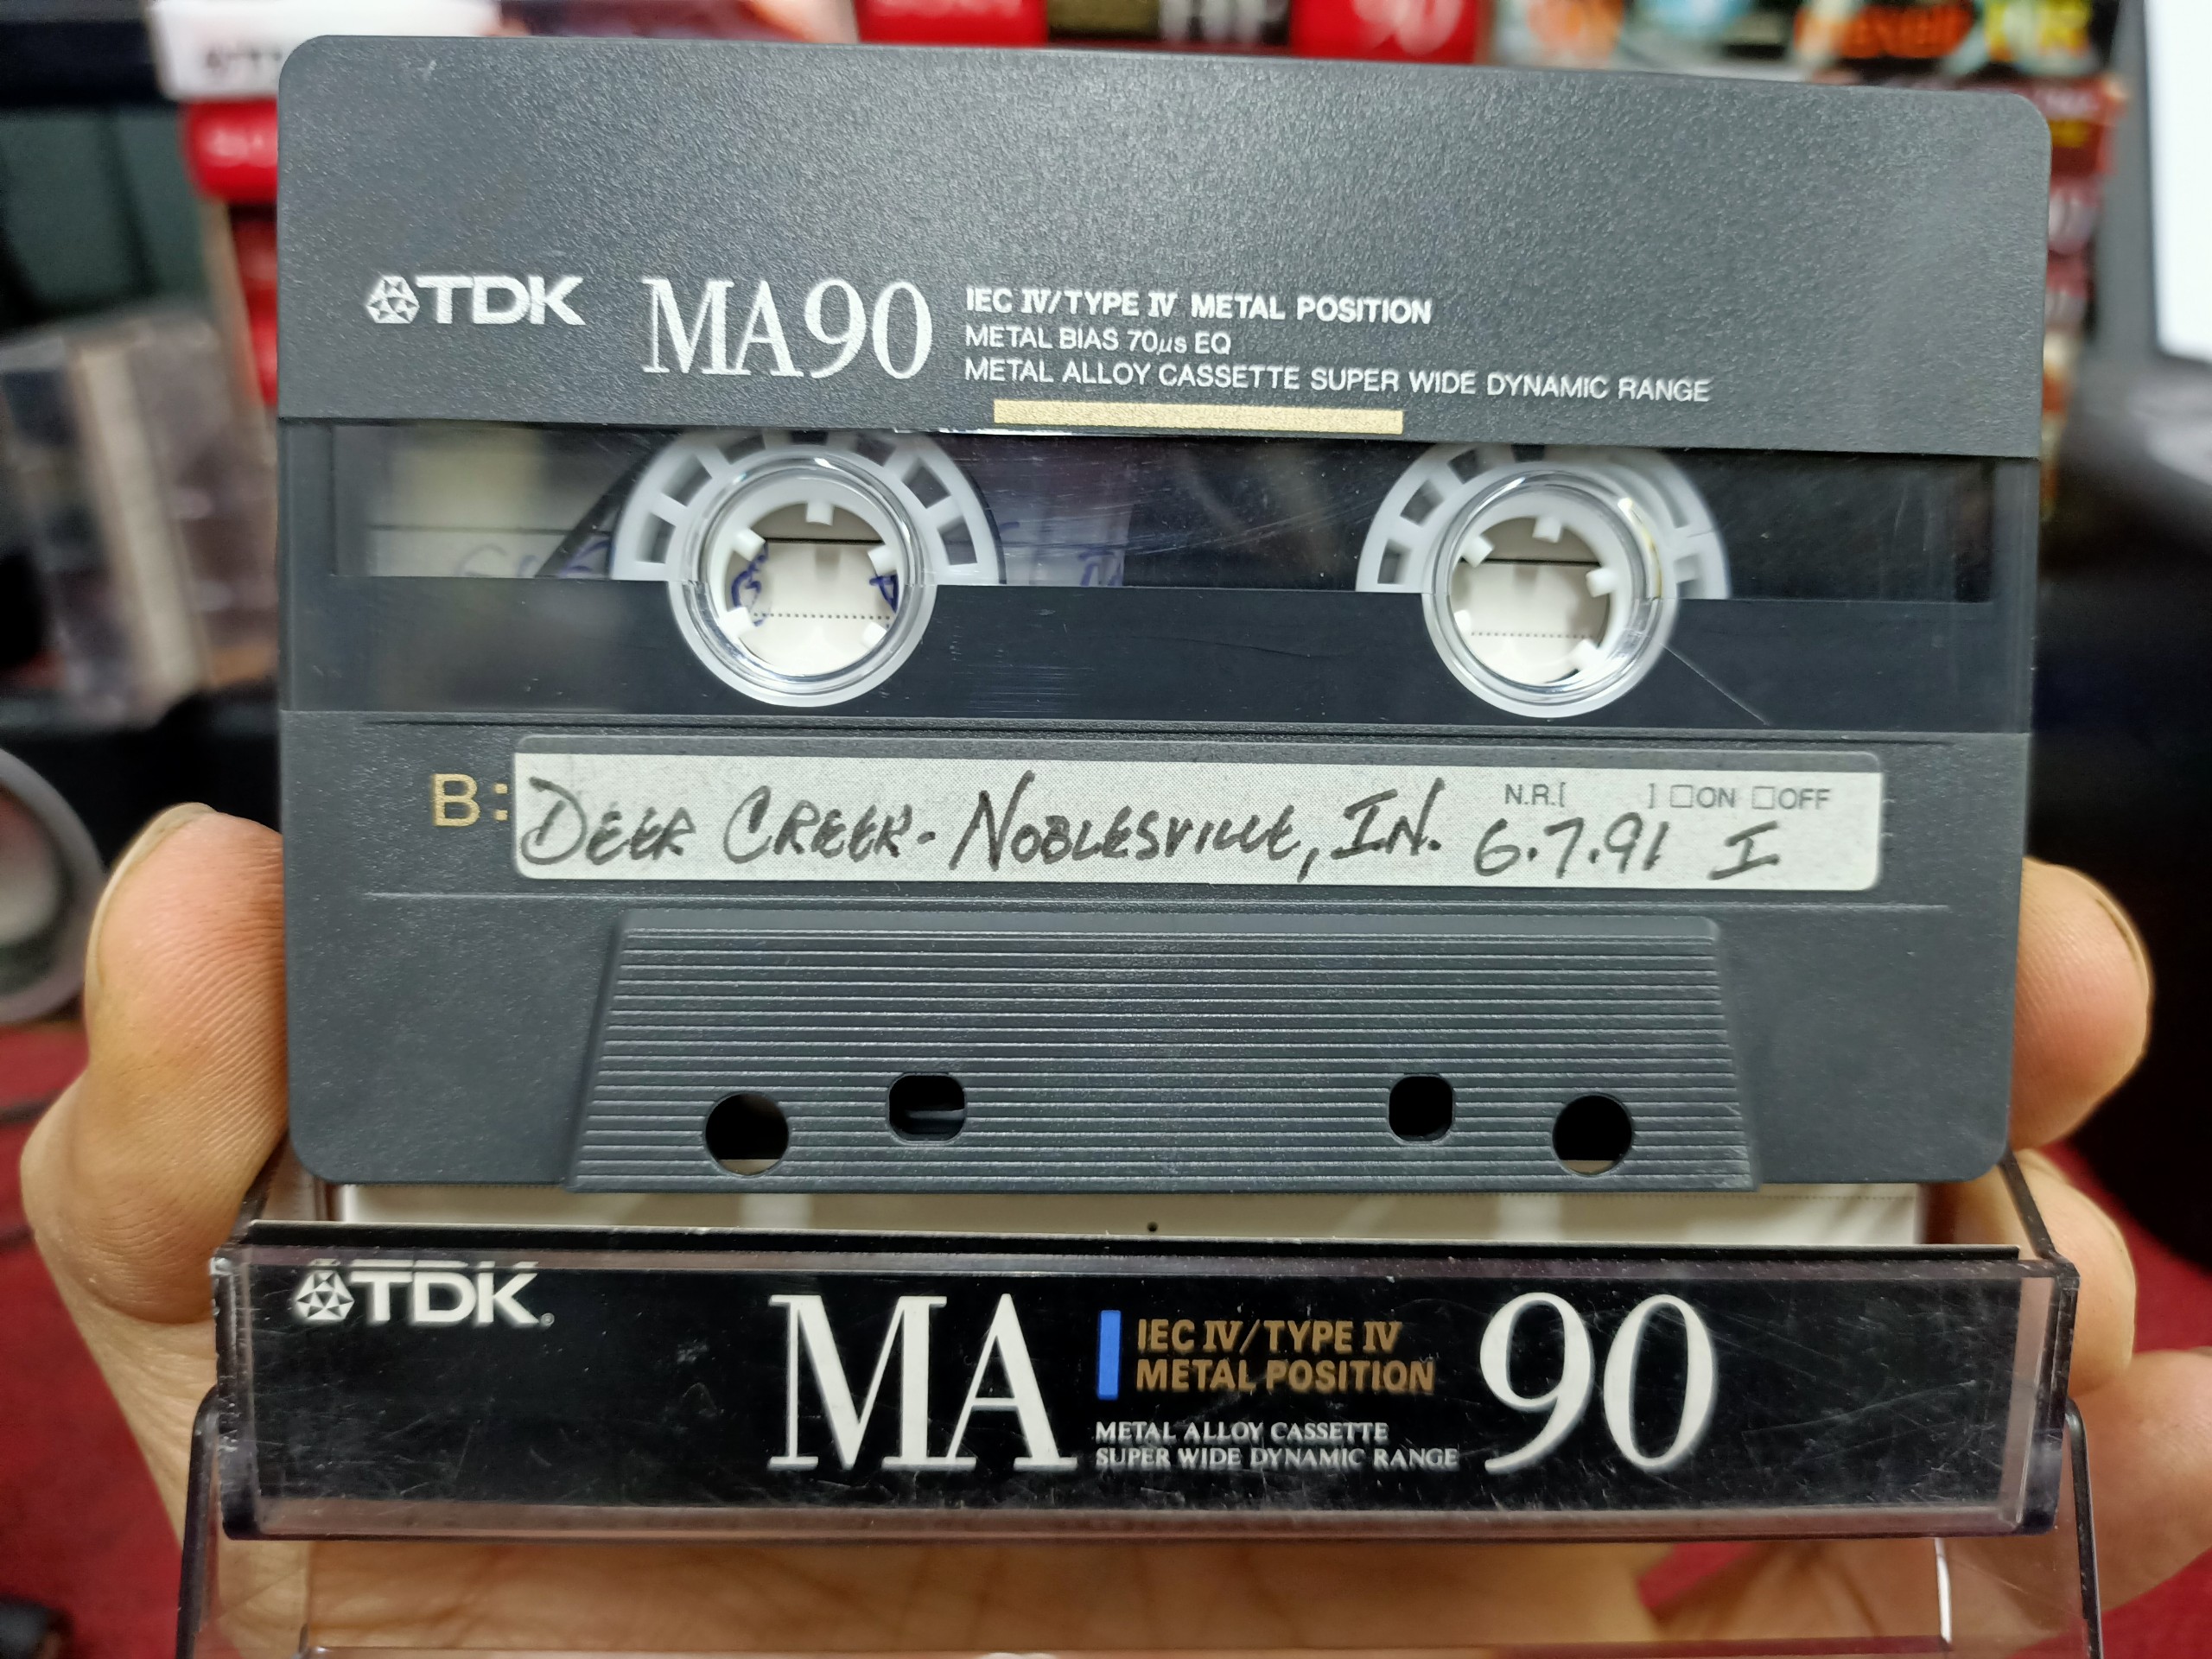 TDK MA90 IEC IV/TYPE IV METAL POSITION
METAL BIAS 70µs EQ
METAL ALLOY CASSETTE SUPER WIDE DYNAMIC RANGE
B: DEER CREEK- NOBLESVILLE, IN. N.R.[ ] □ON □OFF
6.7.91 I
TDK MA IEC IV/TYPE IV 90
METAL POSITION
METAL ALLOY CASSETTE
SUPER WIDE DYNAMIC RANGE